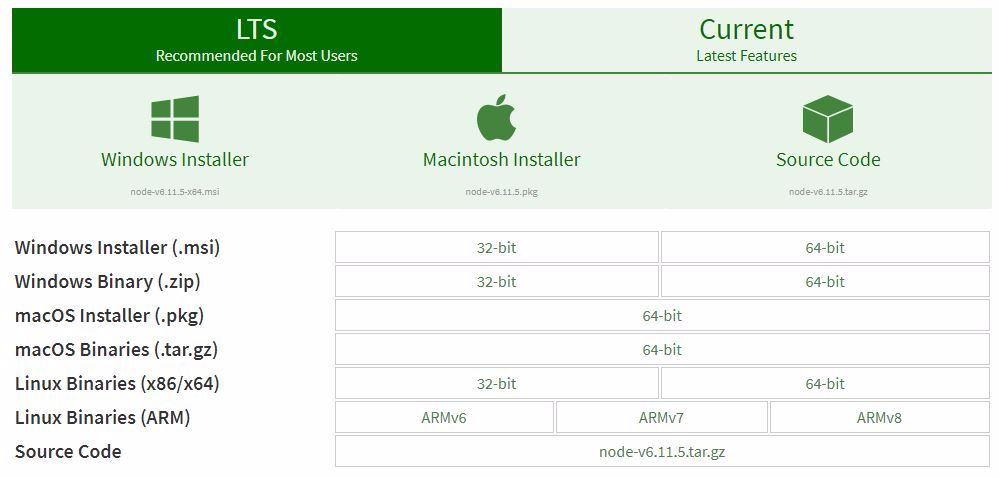 LTS
Recommended For Most Users
Current
Latest Features
Windows Installer
node-v6.11.5-x64.msi
Macintosh Installer
node-v6.11.5.pkg
Source Code
node-v6.11.5.tar.gz
Windows Installer (.msi) 32-bit 64-bit
Windows Binary (.zip) 32-bit 64-bit
macOS Installer (.pkg) 64-bit
macOS Binaries (.tar.gz) 64-bit
Linux Binaries (x86/x64) 32-bit 64-bit
Linux Binaries (ARM) ARMv6 ARMv7 ARMv8
Source Code node-v6.11.5.tar.gz